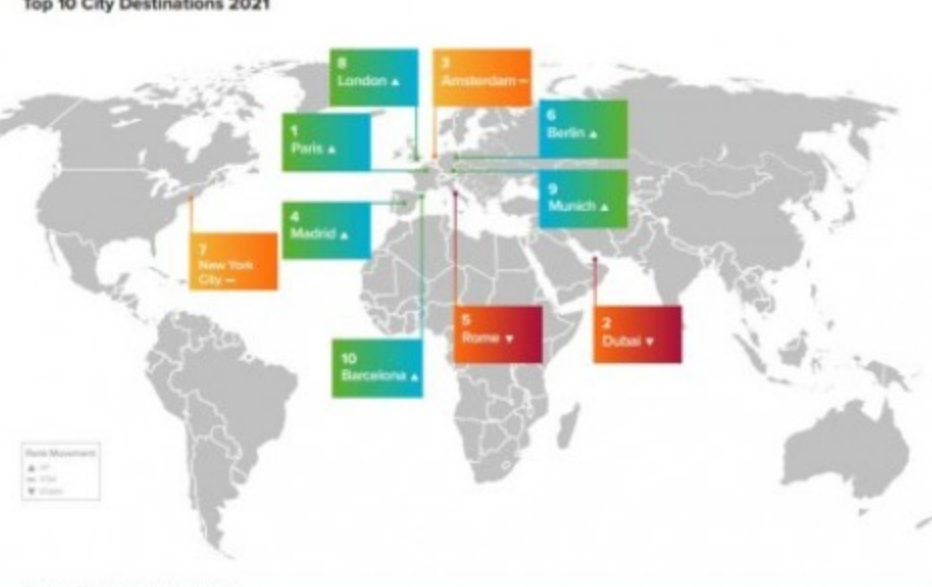 Top 10 City Destinations 2021
8
London ▲
3
Amsterdam –
1
Paris ▲
6
Berlin ▲
9
Munich ▲
4
Madrid ▲
7
New York
City –
5
Rome ▼
2
Dubai ▼
10
Barcelona ▲
Rank Movement